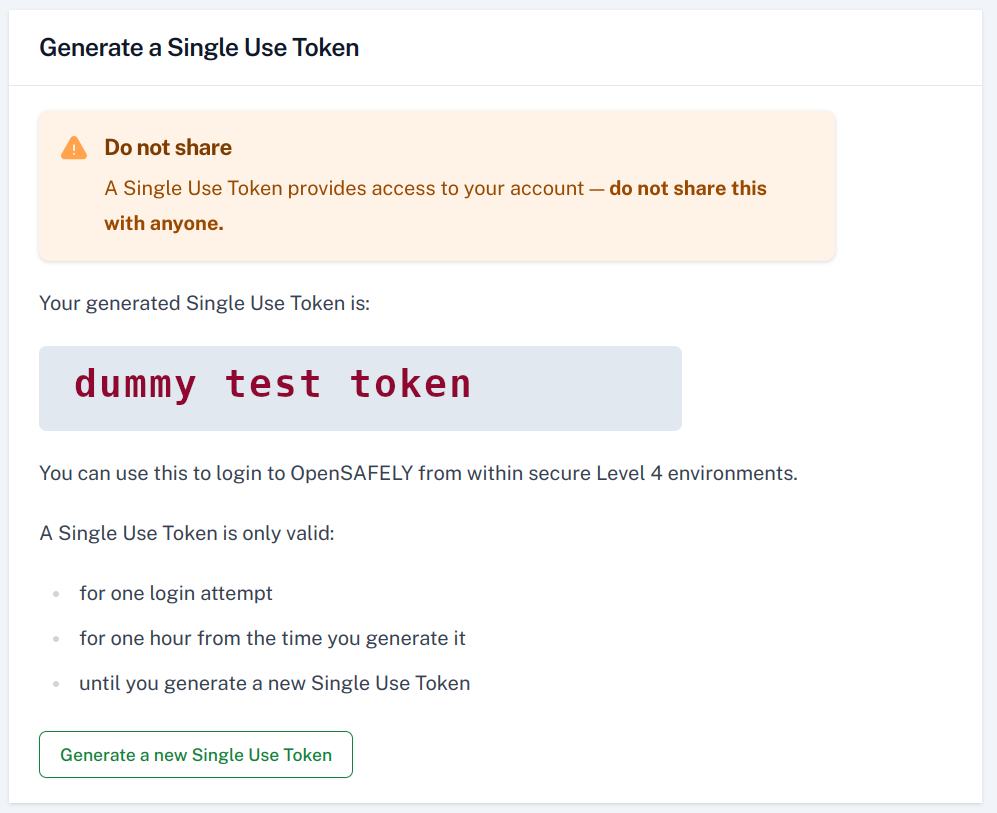 Generate a Single Use Token
Do not share
A Single Use Token provides access to your account — do not share this
with anyone.
Your generated Single Use Token is:
dummy test token
You can use this to login to OpenSAFELY from within secure Level 4 environments.
A Single Use Token is only valid:
for one login attempt
for one hour from the time you generate it
until you generate a new Single Use Token
Generate a new Single Use Token